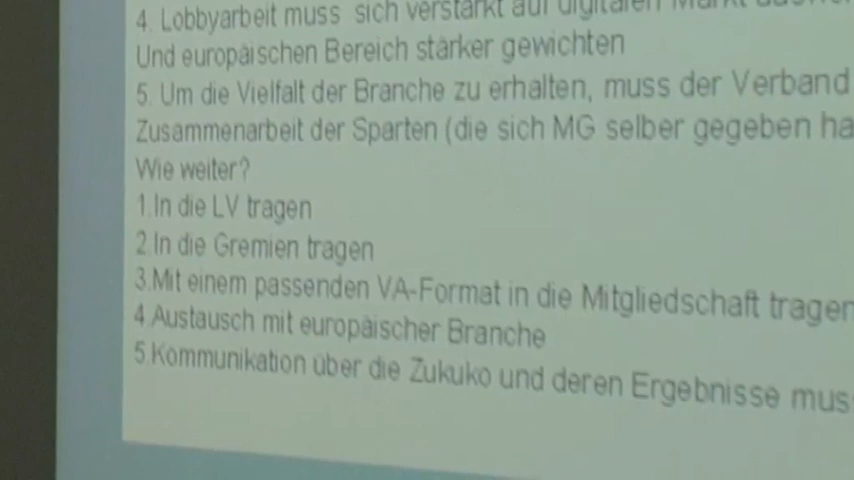 4. Lobbyarbeit muss sich verstärkt auf digitalen Markt
Und europäischen Bereich stärker gewichten
5. Um die Vielfalt der Branche zu erhalten, muss der Verband
Zusammenarbeit der Sparten (die sich MG selber gegeben ha
Wie weiter?
1.In die LV tragen
2.In die Gremien tragen
3.Mit einem passenden VA-Format in die Mitgliedschaft tragen
4.Austausch mit europäischer Branche
5.Kommunikation über die Zukuko und deren Ergebnisse mus